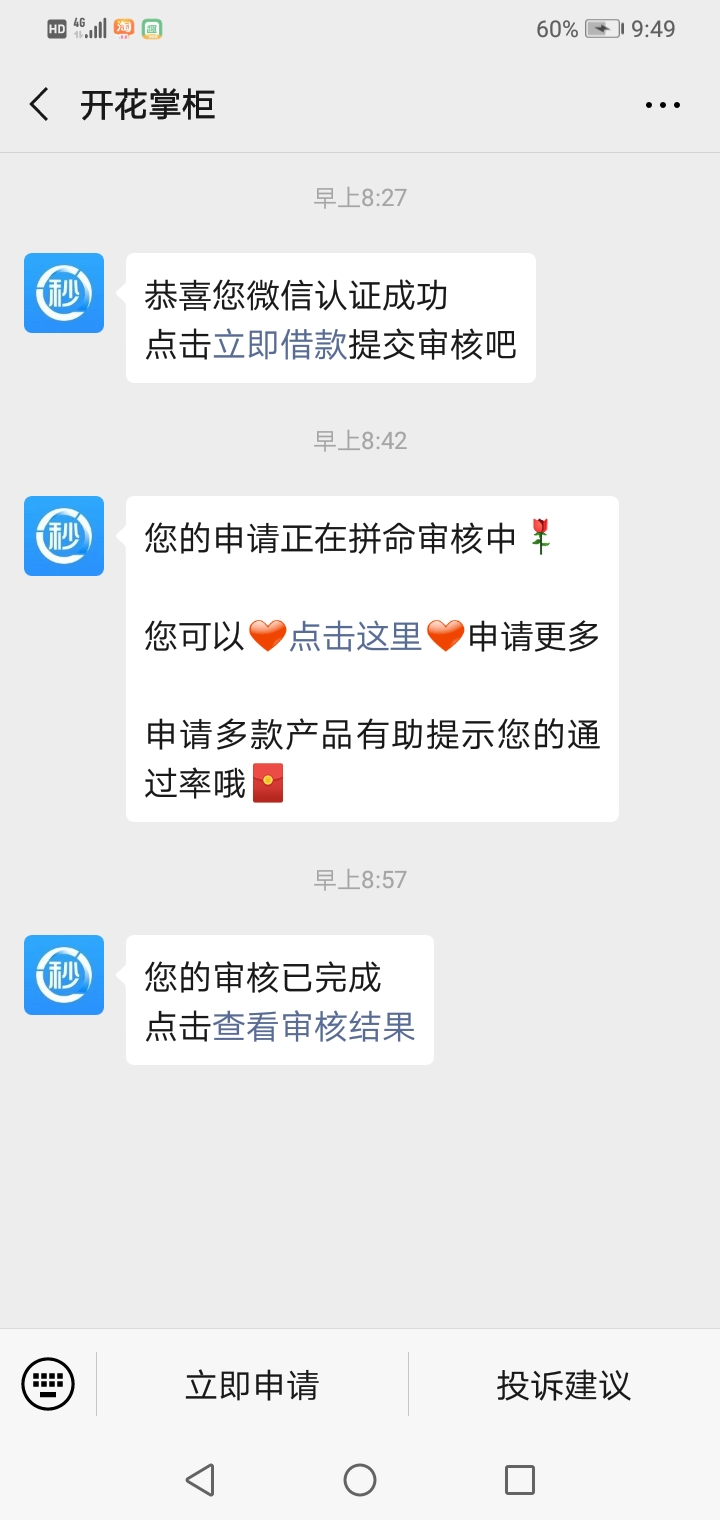 HD 4G 60% 9:49
开花掌柜
早上8:27
秒
恭喜您微信认证成功
点击立即借款提交审核吧
早上8:42
秒
您的申请正在拼命审核中
您可以点击这里申请更多
申请多款产品有助提示您的通
过率哦
早上8:57
秒
您的审核已完成
点击查看审核结果
立即申请
投诉建议